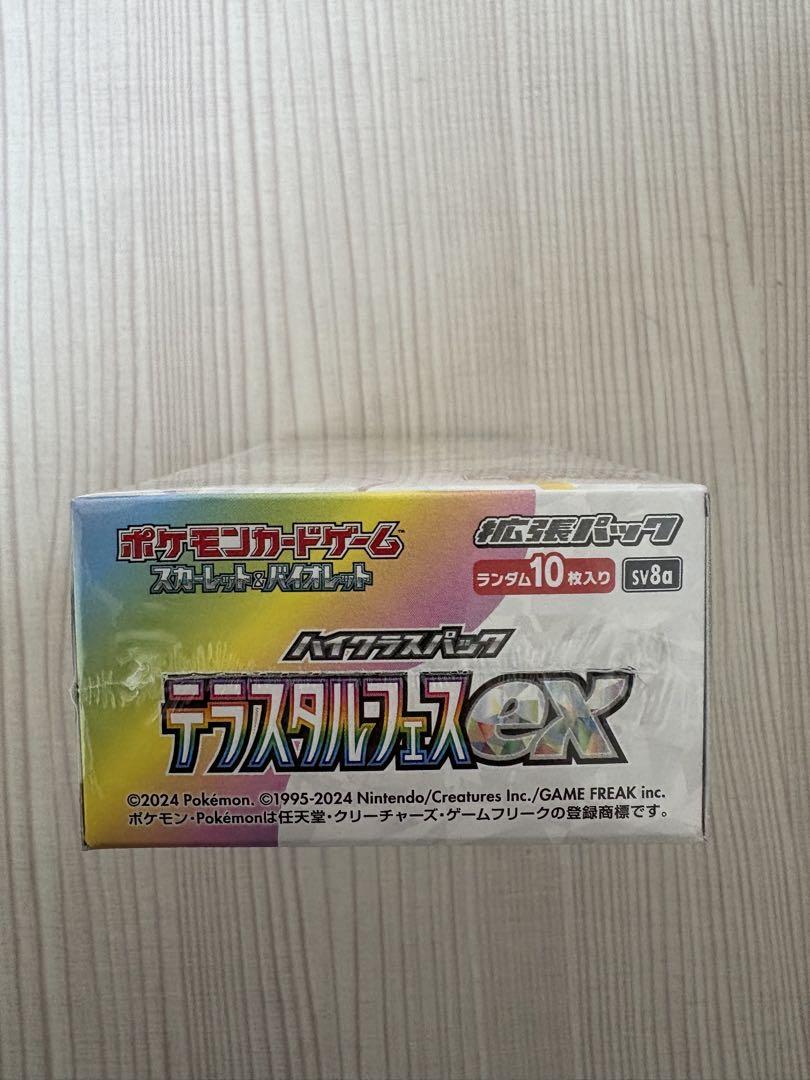 ポケモンカードゲーム™
スカーレット&バイオレット
拡張パック
ランダム10枚入り sv8a
ハイクラスパック
テラスタルフェスex
©2024 Pokémon. ©1995-2024 Nintendo/Creatures Inc./GAME FREAK inc.
ポケモン・Pokémonは任天堂・クリーチャーズ・ゲームフリークの登録商標です。